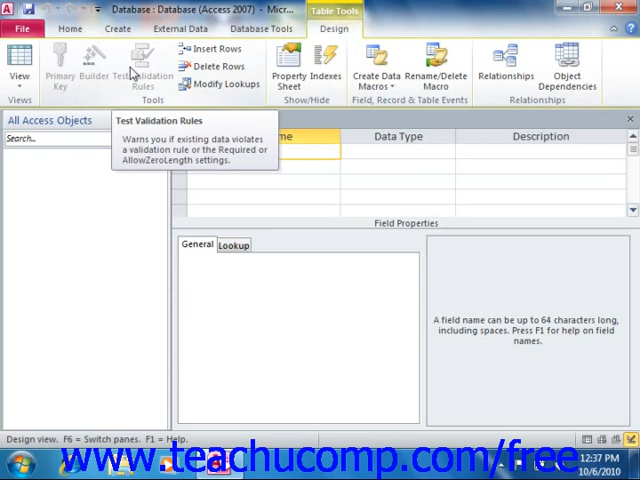 Database : Database (Access 2007) - Micr...
Table Tools
File Home Create External Data Database Tools Design
View
Primary Key
Builder
Test Validation Rules
Insert Rows
Delete Rows
Modify Lookups
Property Sheet
Indexes
Create Data Macros
Rename/Delete Macro
Relationships
Object Dependencies
Views Tools Show/Hide Field, Record & Table Events Relationships
All Access Objects
Search...
Test Validation Rules
Warns you if existing data violates
a validation rule or the Required or
AllowZeroLength settings.
Data Type Description
Field Properties
General Lookup
A field name can be up to 64 characters long,
including spaces. Press F1 for help on field
names.
Design view. F6 = Switch panes. F1 = Help.
www.teachucomp.com/free
12:37 PM
10/6/2010